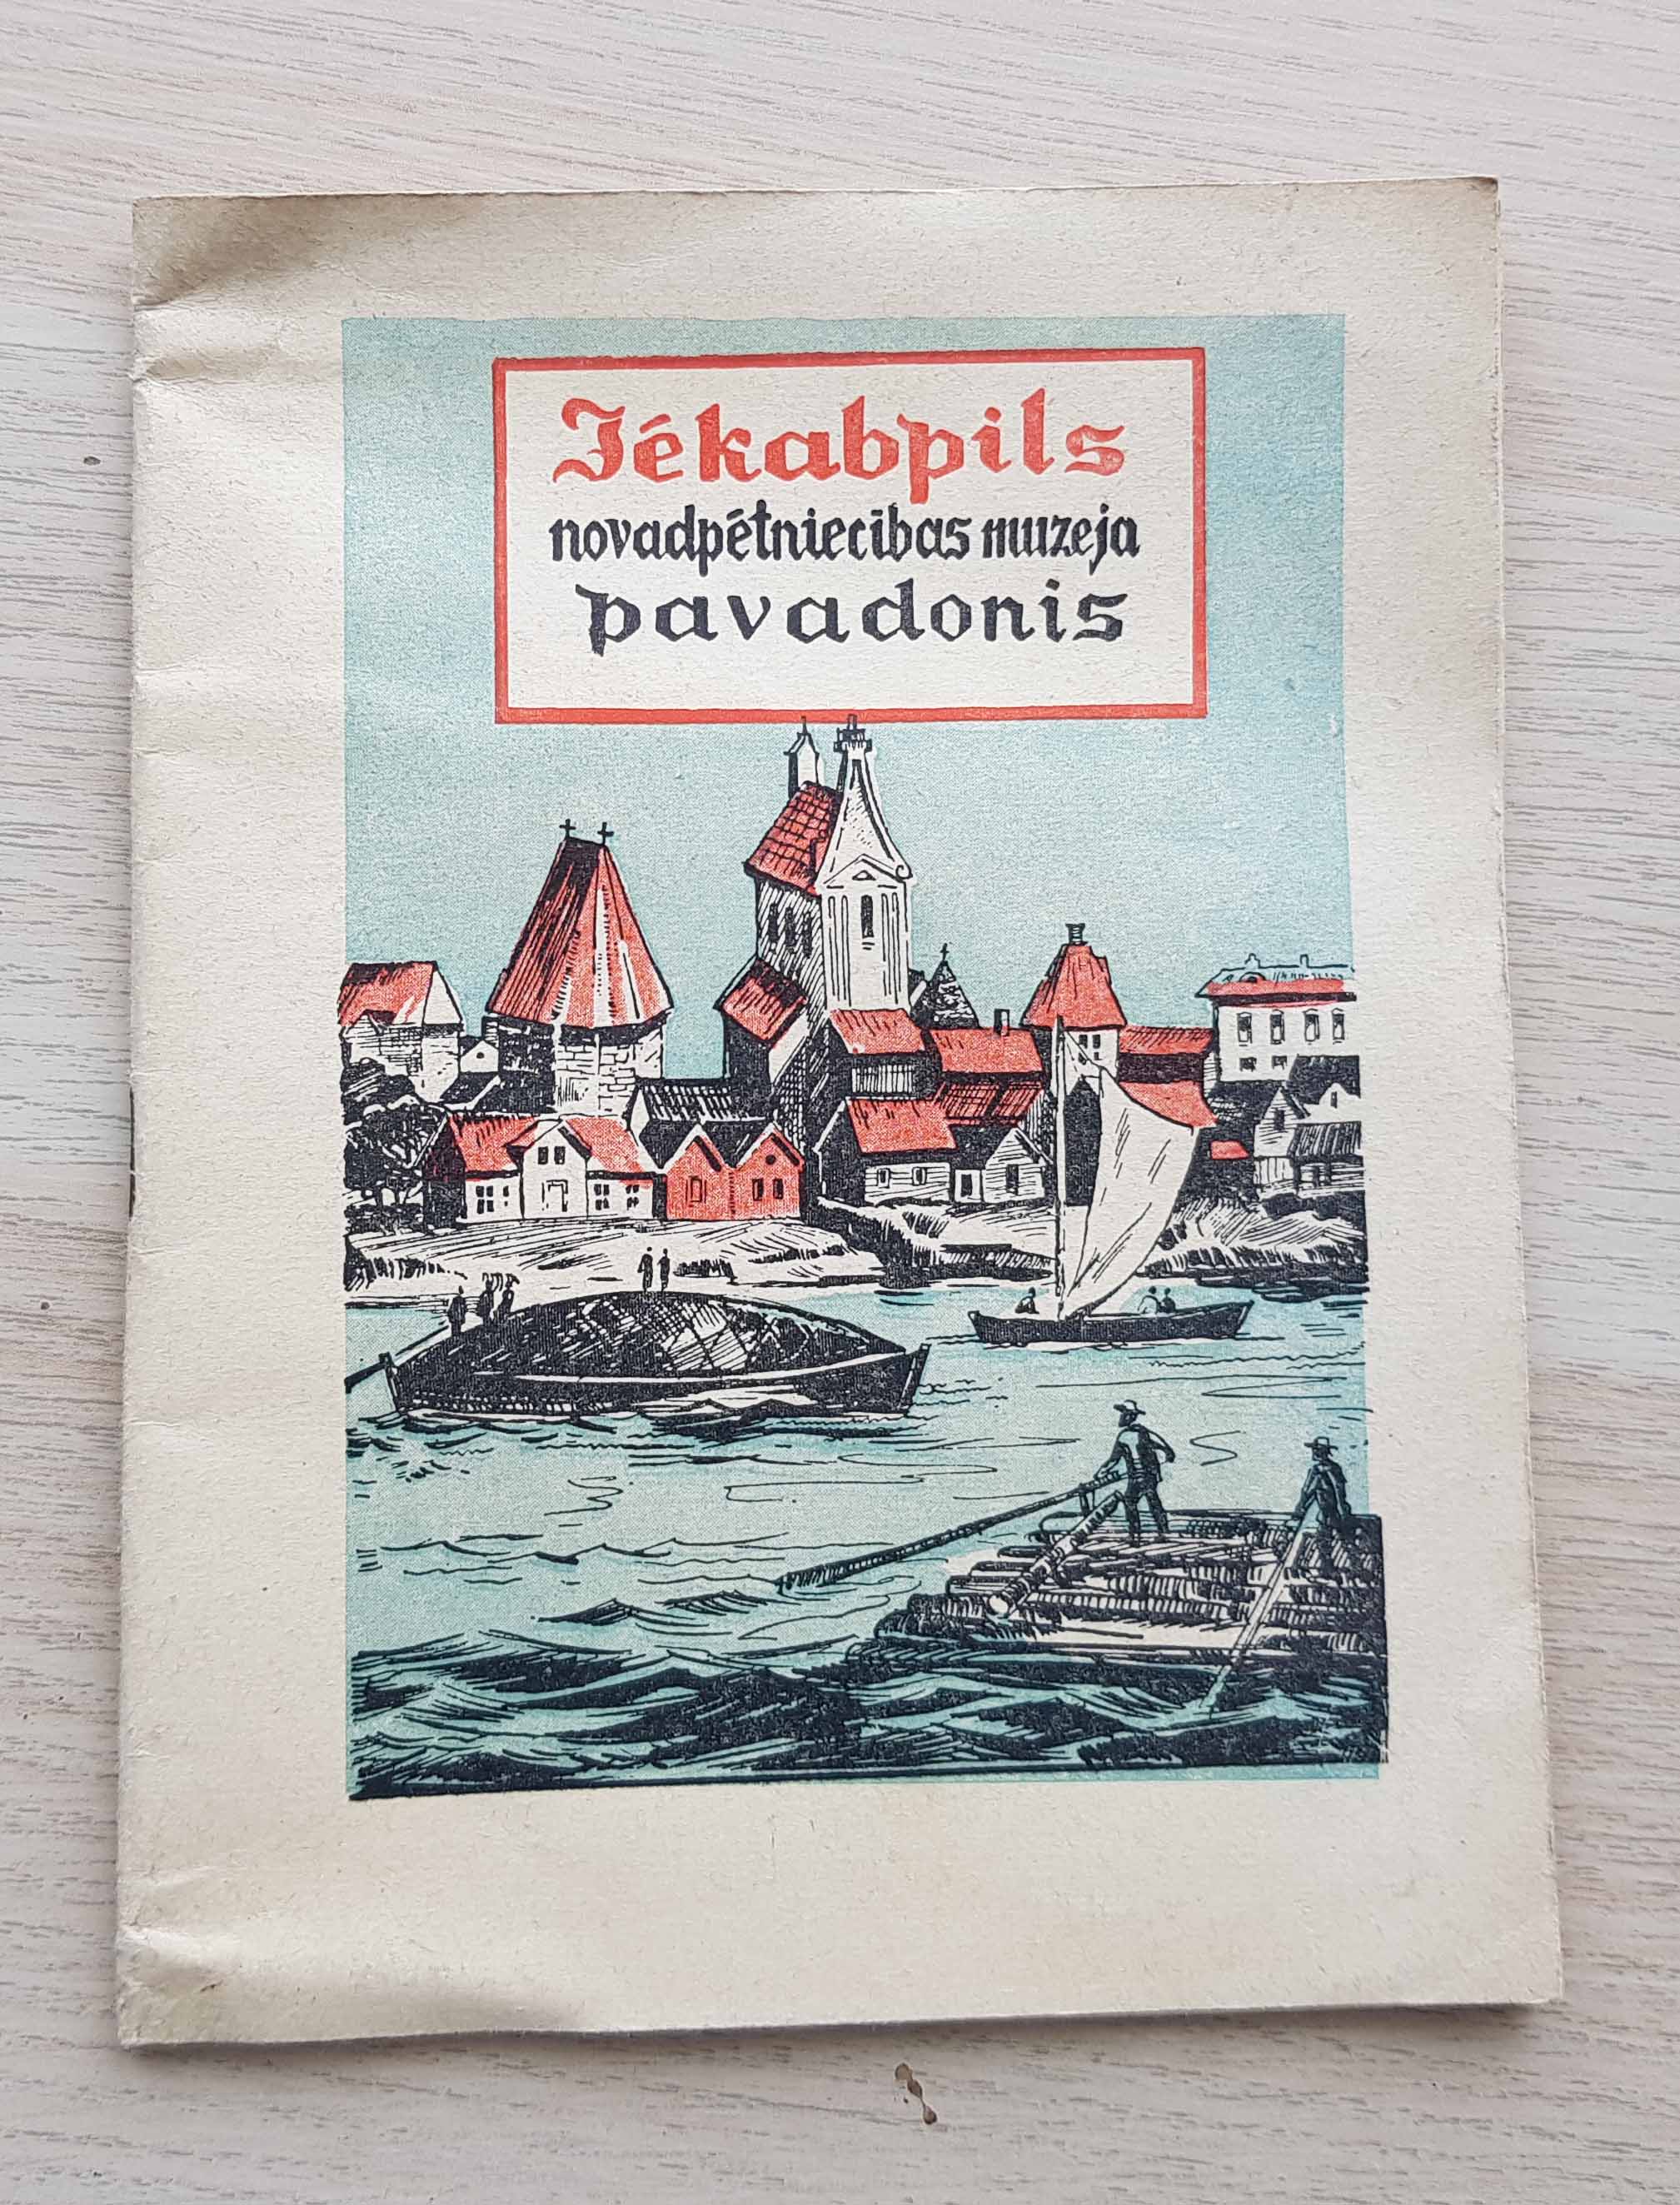 Jēkabpils
novadpētniecības muzeja
pavadonis